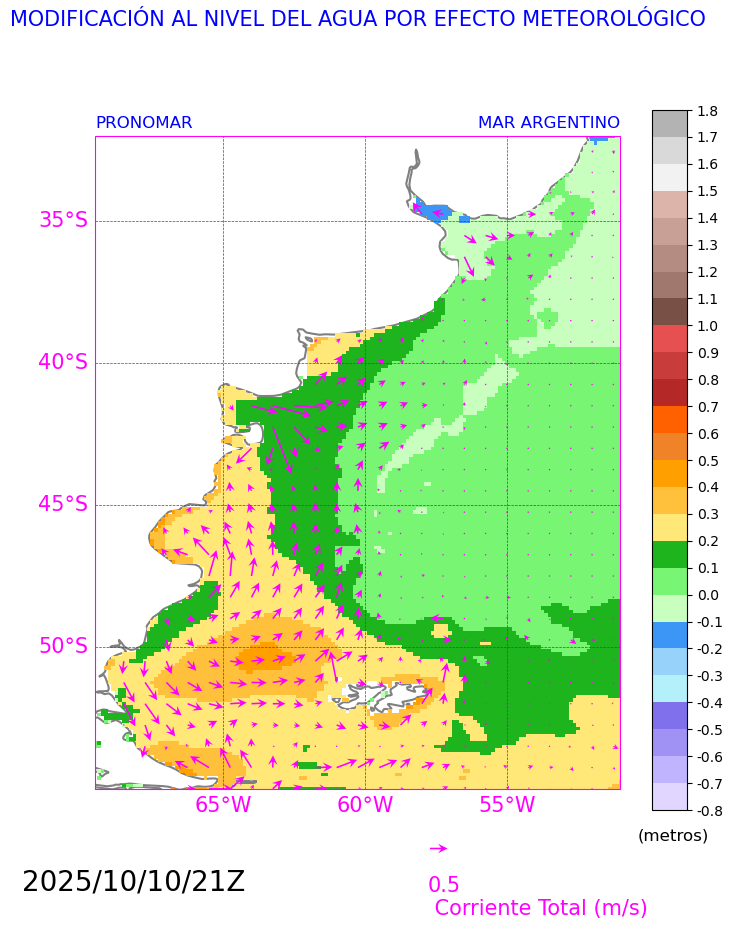 MODIFICACIÓN AL NIVEL DEL AGUA POR EFECTO METEOROLÓGICO
PRONOMAR MAR ARGENTINO
1.8
1.7
1.6
1.5
1.4
1.3
1.2
1.1
1.0
0.9
0.8
0.7
0.6
0.5
0.4
0.3
0.2
0.1
0.0
-0.1
-0.2
-0.3
-0.4
-0.5
-0.6
-0.7
-0.8
(metros)
35°S
40°S
45°S
50°S
65°W 60°W 55°W
2025/10/10/21Z
0.5
Corriente Total (m/s)